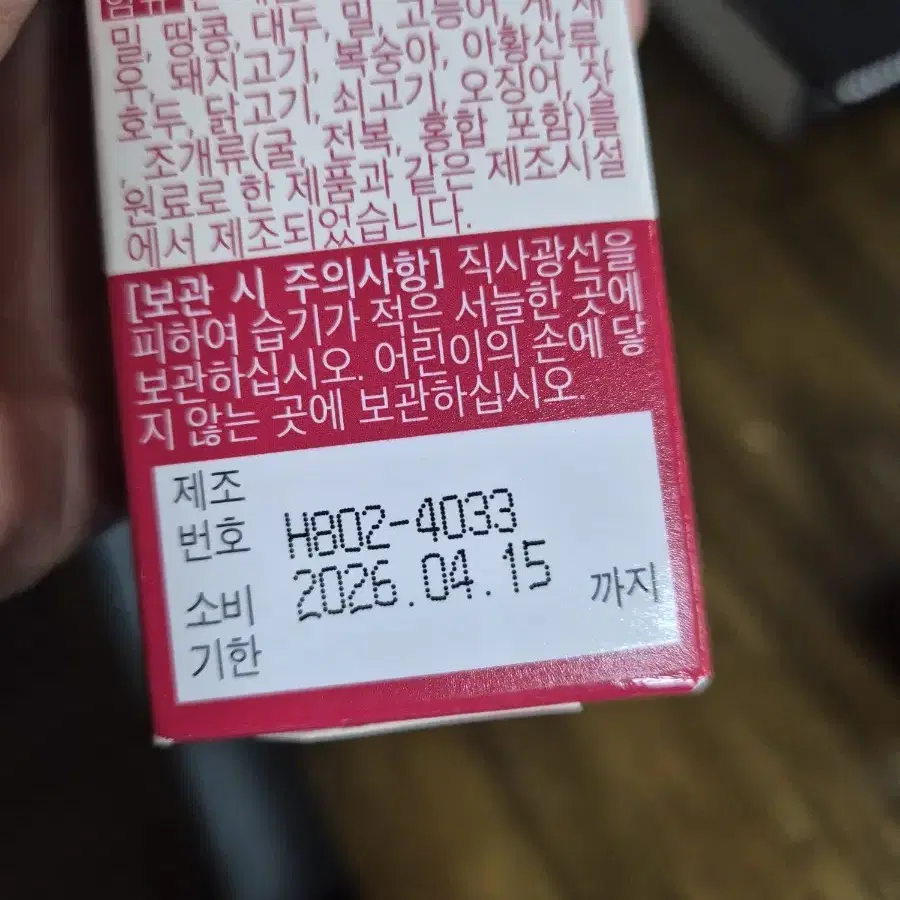 함유
밀, 땅콩, 대두, 밀, 고등어, 게, 새
우, 돼지고기, 복숭아, 아황산류,
호두, 닭고기, 쇠고기, 오징어, 잣
, 조개류(굴, 전복, 홍합 포함)를
원료로 한 제품과 같은 제조시설
에서 제조되었습니다.
[보관 시 주의사항] 직사광선을
피하여 습기가 적은 서늘한 곳에
보관하십시오. 어린이의 손에 닿
지 않는 곳에 보관하십시오.
제조
번호 HB02-4033
소비 2026.04.15 까지
기한